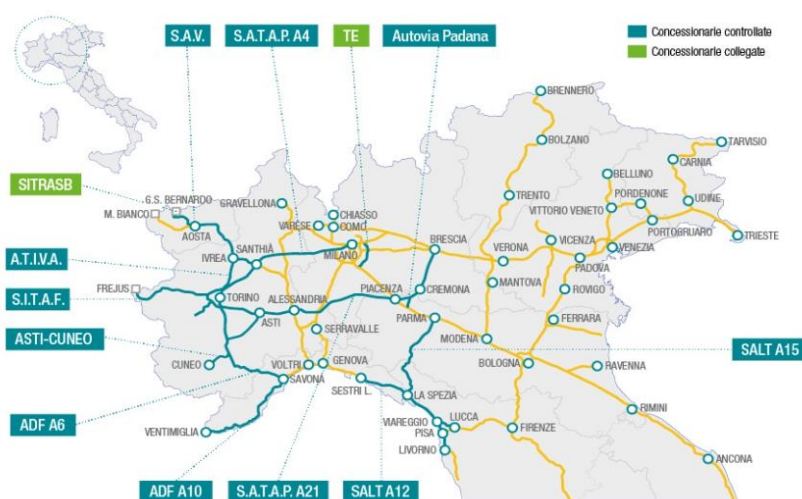 S.A.V.
S.A.T.A.P. A4
TE
Autovia Padana
Concessionarie controllate
Concessionarie collegate
BRENNERO
BOLZANO
TARVISIO
CARNIA
BELLUNO
SITRASB
G.S. BERNARDO
GRAVELLONA
TRENTO
PORDENONE
UDINE
M. BIANCO
CHIASSO
VITTORIO VENETO
VARESE
COMO
PORTOGRUARO
AOSTA
BRESCIA
TRIESTE
SANTHIÀ
VICENZA
VENEZIA
A.T.I.V.A.
IVREA
MILANO
VERONA
PADOVA
FREJUS
S.I.T.A.F.
TORINO
ALESSANDRIA
PIACENZA
CREMONA
MANTOVA
ROVIGO
ASTI
PARMA
FERRARA
SERRAVALLE
ASTI-CUNEO
MODENA
SALT A15
CUNEO
VOLTRI
GENOVA
BOLOGNA
RAVENNA
SAVONA
SESTRI L.
LA SPEZIA
RIMINI
ADF A6
VIAREGGIO
LUCCA
VENTIMIGLIA
PISA
FIRENZE
LIVORNO
ANCONA
ADF A10
S.A.T.A.P. A21
SALT A12